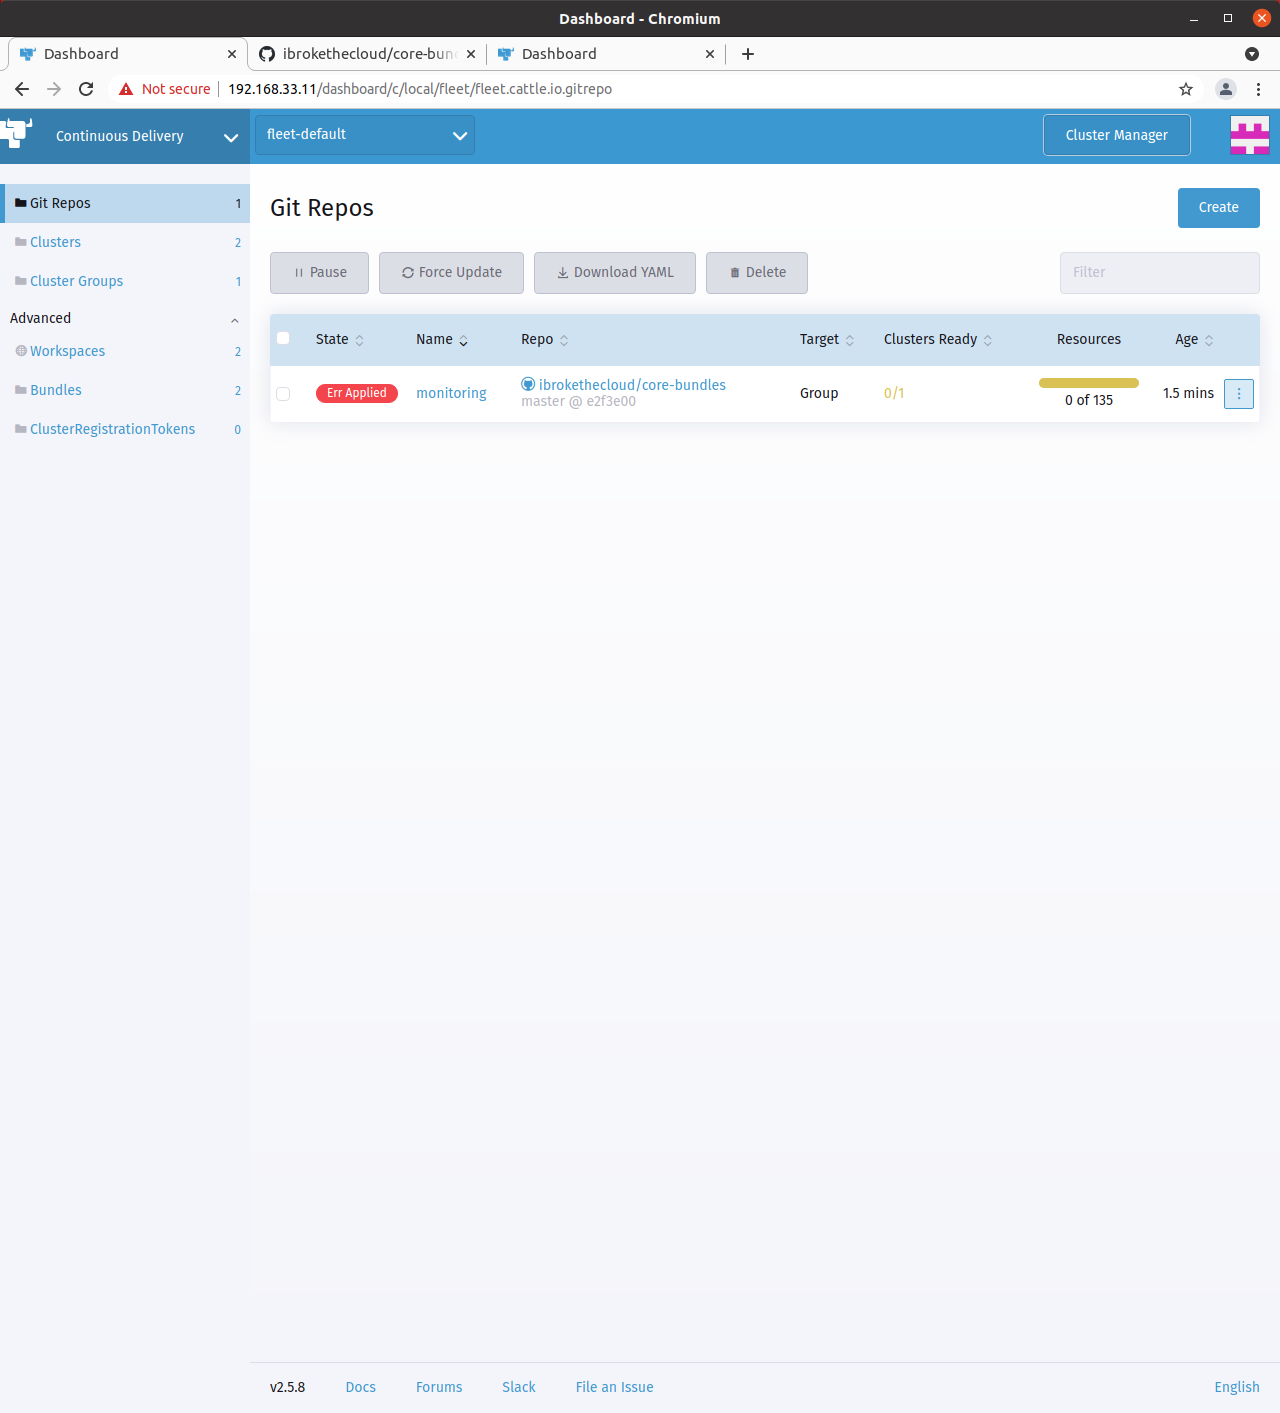 Dashboard - Chromium
Dashboard
ibrokethecloud/core-bun
Dashboard
Not secure
192.168.33.11/dashboard/c/local/fleet/fleet.cattle.io.gitrepo
Continuous Delivery
fleet-default
Cluster Manager
Git Repos 1
Clusters 2
Cluster Groups 1
Advanced
Workspaces 2
Bundles 2
ClusterRegistrationTokens 0
Git Repos
Create
Pause
Force Update
Download YAML
Delete
Filter
State Name Repo Target Clusters Ready Resources Age
Err Applied monitoring ibrokethecloud/core-bundles Group 0/1 1.5 mins
master @ e2f3e00
0 of 135
v2.5.8 Docs Forums Slack File an Issue English